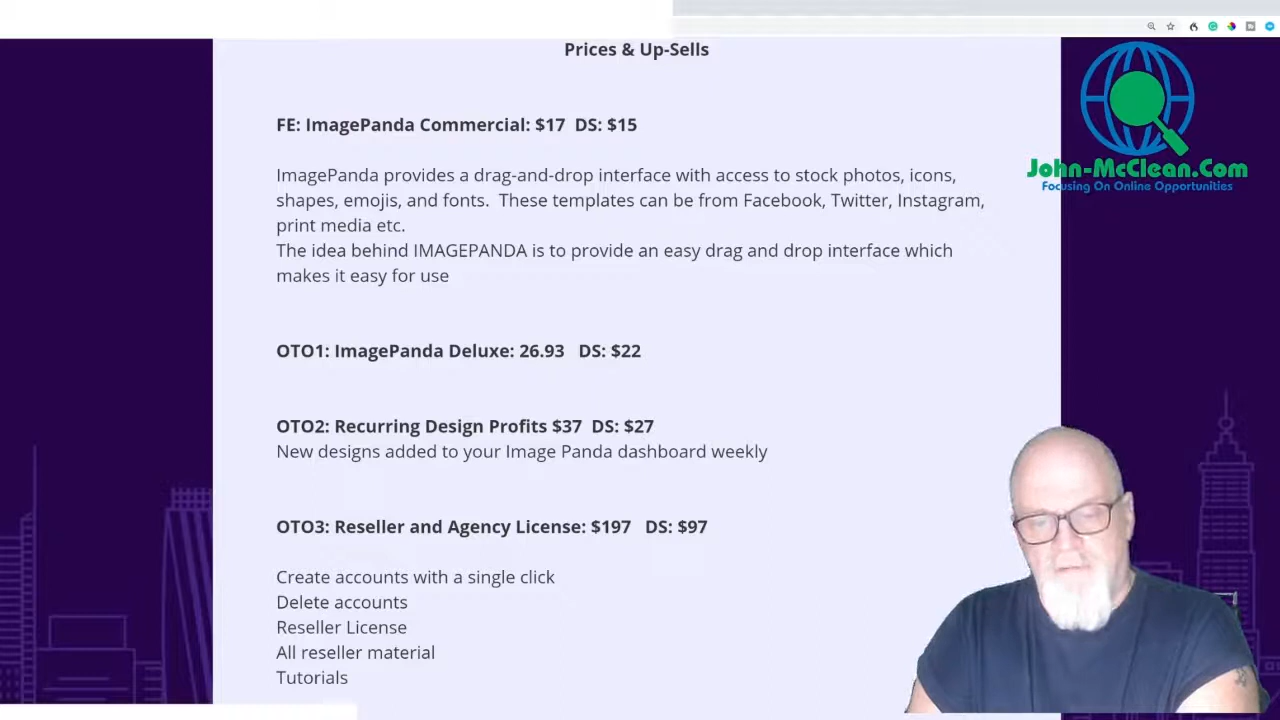 Prices & Up-Sells
FE: ImagePanda Commercial: $17 DS: $15
John-McClean.Com
Focusing On Online Opportunities
ImagePanda provides a drag-and-drop interface with access to stock photos, icons,
shapes, emojis, and fonts. These templates can be from Facebook, Twitter, Instagram,
print media etc.
The idea behind IMAGEPANDA is to provide an easy drag and drop interface which
makes it easy for use
OTO1: ImagePanda Deluxe: 26.93 DS: $22
OTO2: Recurring Design Profits $37 DS: $27
New designs added to your Image Panda dashboard weekly
OTO3: Reseller and Agency License: $197 DS: $97
Create accounts with a single click
Delete accounts
Reseller License
All reseller material
Tutorials